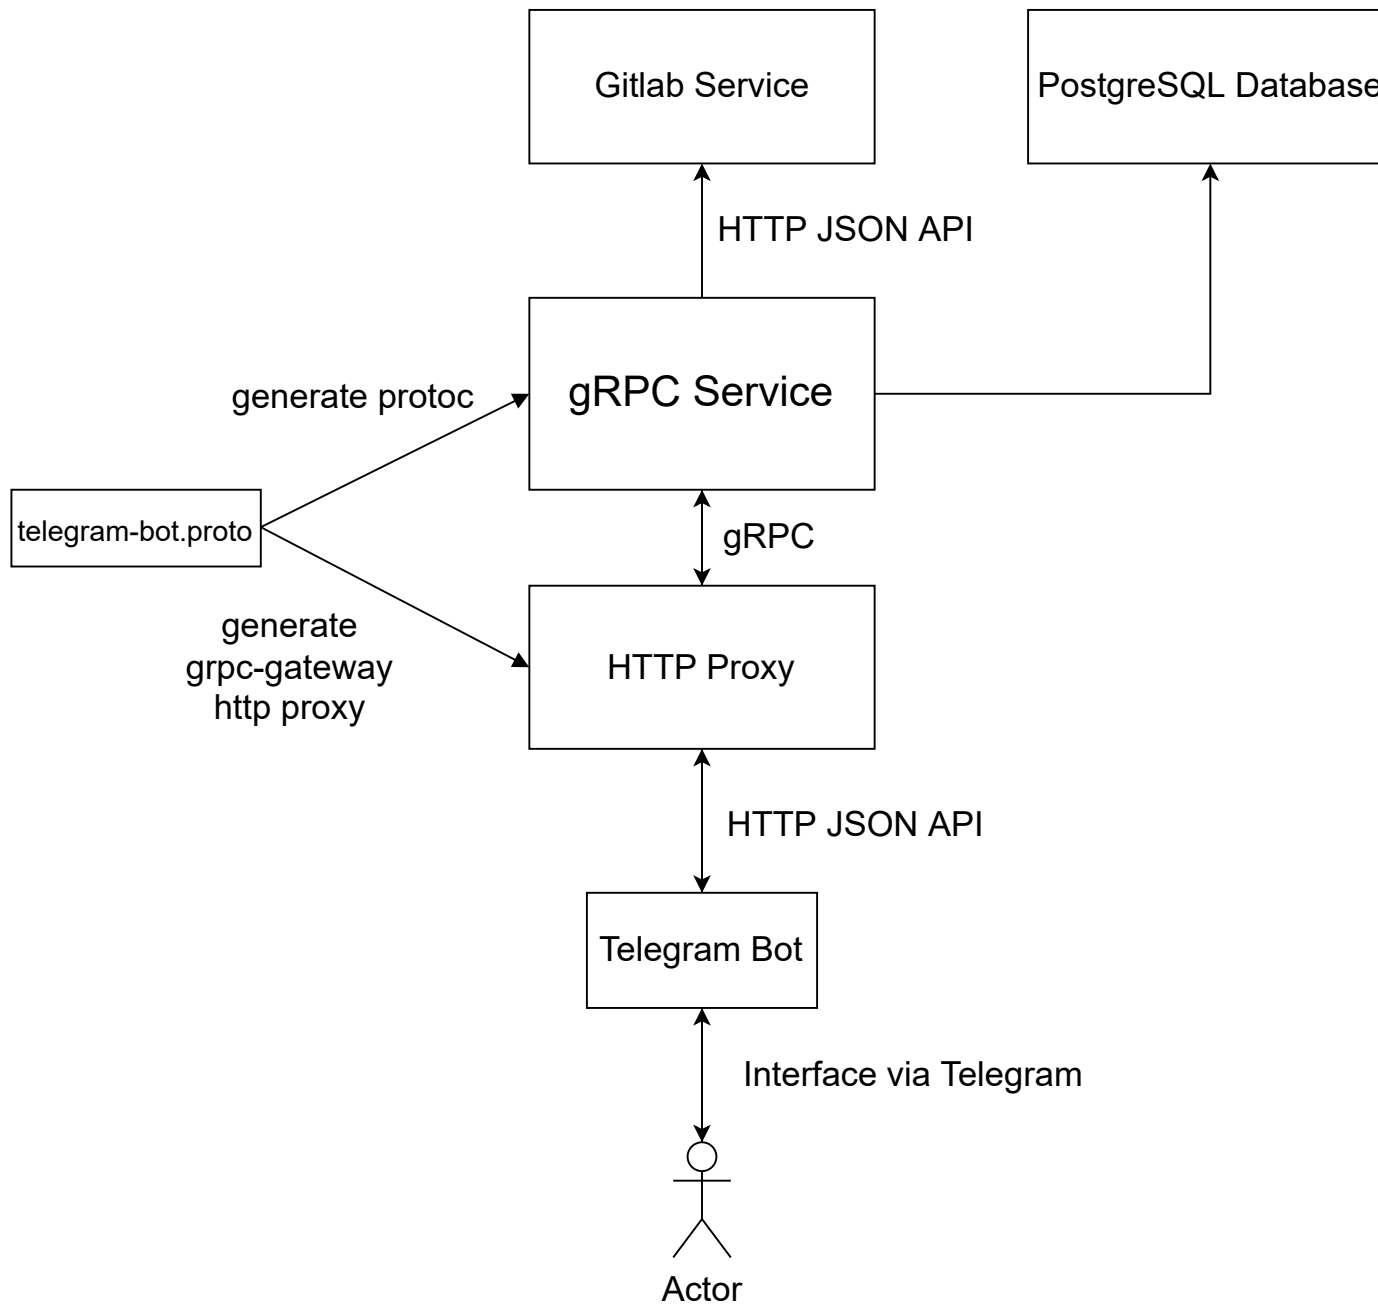 Gitlab Service
PostgreSQL Database
HTTP JSON API
generate protoc
gRPC Service
telegram-bot.proto
gRPC
generate
grpc-gateway
http proxy
HTTP Proxy
HTTP JSON API
Telegram Bot
Interface via Telegram
Actor